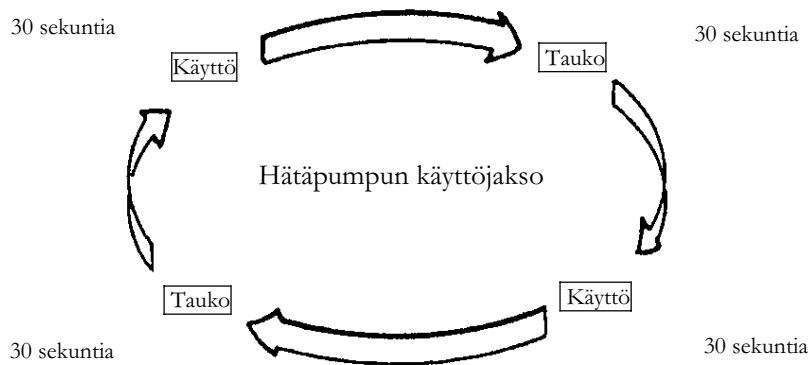 30 sekuntia
30 sekuntia
Käyttö
Tauko
Hätäpumpun käyttöjakso
Tauko
Käyttö
30 sekuntia
30 sekuntia